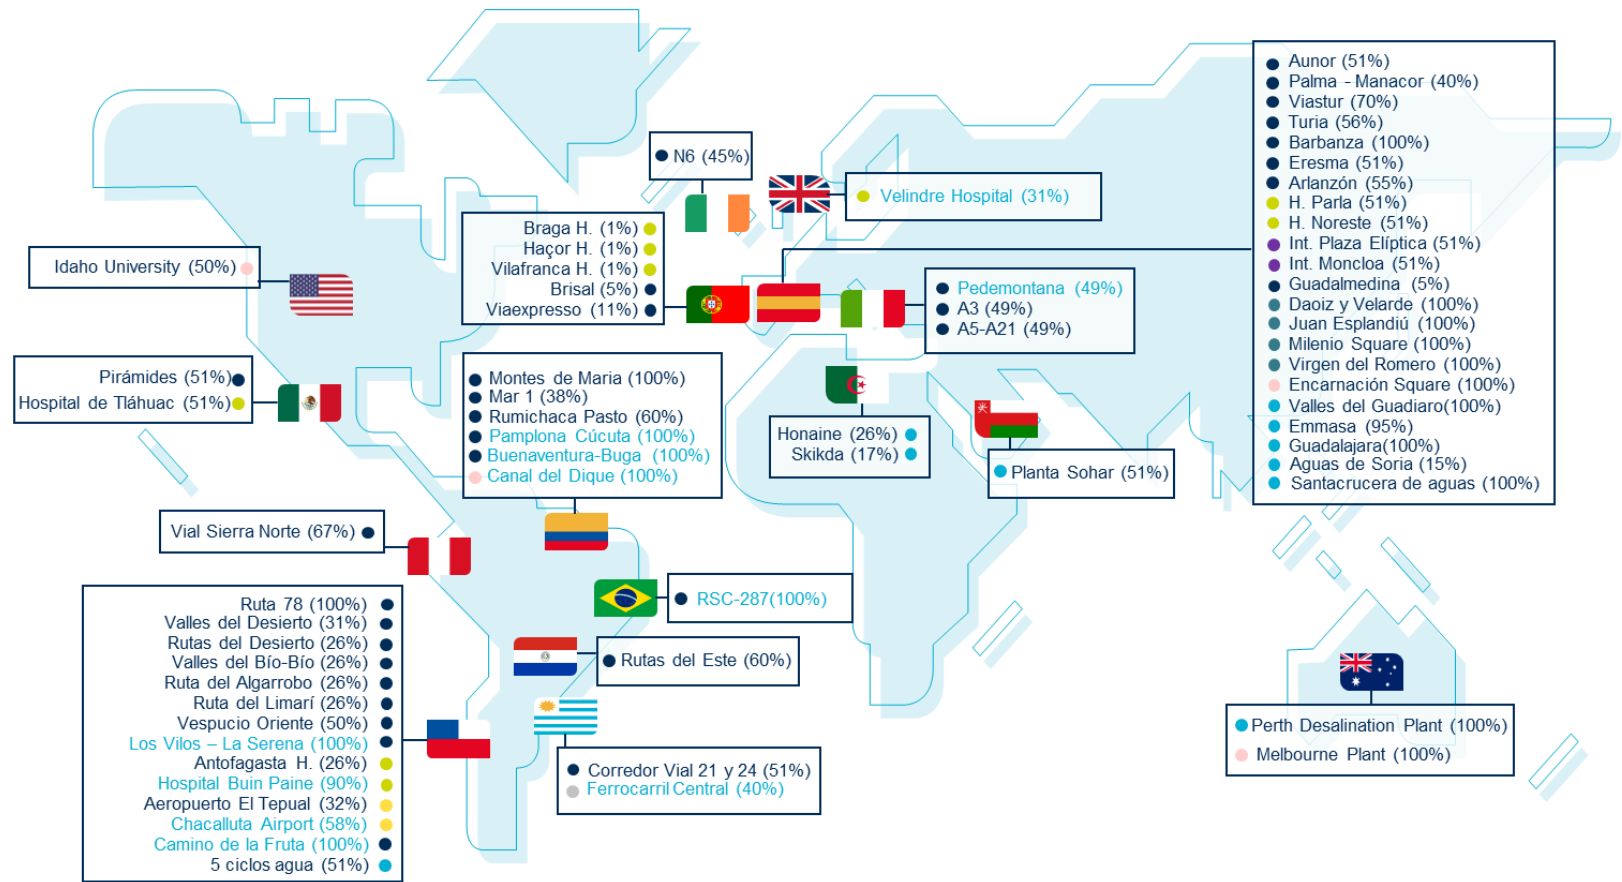 N6 (45%)
Velindre Hospital (31%)
Aunor (51%)
Palma - Manacor (40%)
Viastur (70%)
Turia (56%)
Barbanza (100%)
Eresma (51%)
Arlanzón (55%)
H. Parla (51%)
H. Noreste (51%)
Int. Plaza Elíptica (51%)
Int. Moncloa (51%)
Guadalmedina (5%)
Daoiz y Velarde (100%)
Juan Esplandiú (100%)
Milenio Square (100%)
Virgen del Romero (100%)
Encarnación Square (100%)
Valles del Guadiaro(100%)
Emmasa (95%)
Guadalajara(100%)
Aguas de Soria (15%)
Santacrucera de aguas (100%)
Braga H. (1%)
Haçor H. (1%)
Vilafranca H. (1%)
Brisal (5%)
Viaexpresso (11%)
Idaho University (50%)
Pedemontana (49%)
A3 (49%)
A5-A21 (49%)
Pirámides (51%)
Hospital de Tláhuac (51%)
Montes de Maria (100%)
Mar 1 (38%)
Rumichaca Pasto (60%)
Pamplona Cúcuta (100%)
Buenaventura-Buga (100%)
Canal del Dique (100%)
Honaine (26%)
Skikda (17%)
Planta Sohar (51%)
Vial Sierra Norte (67%)
RSC-287(100%)
Ruta 78 (100%)
Valles del Desierto (31%)
Rutas del Desierto (26%)
Valles del Bío-Bío (26%)
Ruta del Algarrobo (26%)
Ruta del Limarí (26%)
Vespucio Oriente (50%)
Los Vilos – La Serena (100%)
Antofagasta H. (26%)
Hospital Buin Paine (90%)
Aeropuerto El Tepual (32%)
Chacalluta Airport (58%)
Camino de la Fruta (100%)
5 ciclos agua (51%)
Rutas del Este (60%)
Corredor Vial 21 y 24 (51%)
Ferrocarril Central (40%)
Perth Desalination Plant (100%)
Melbourne Plant (100%)